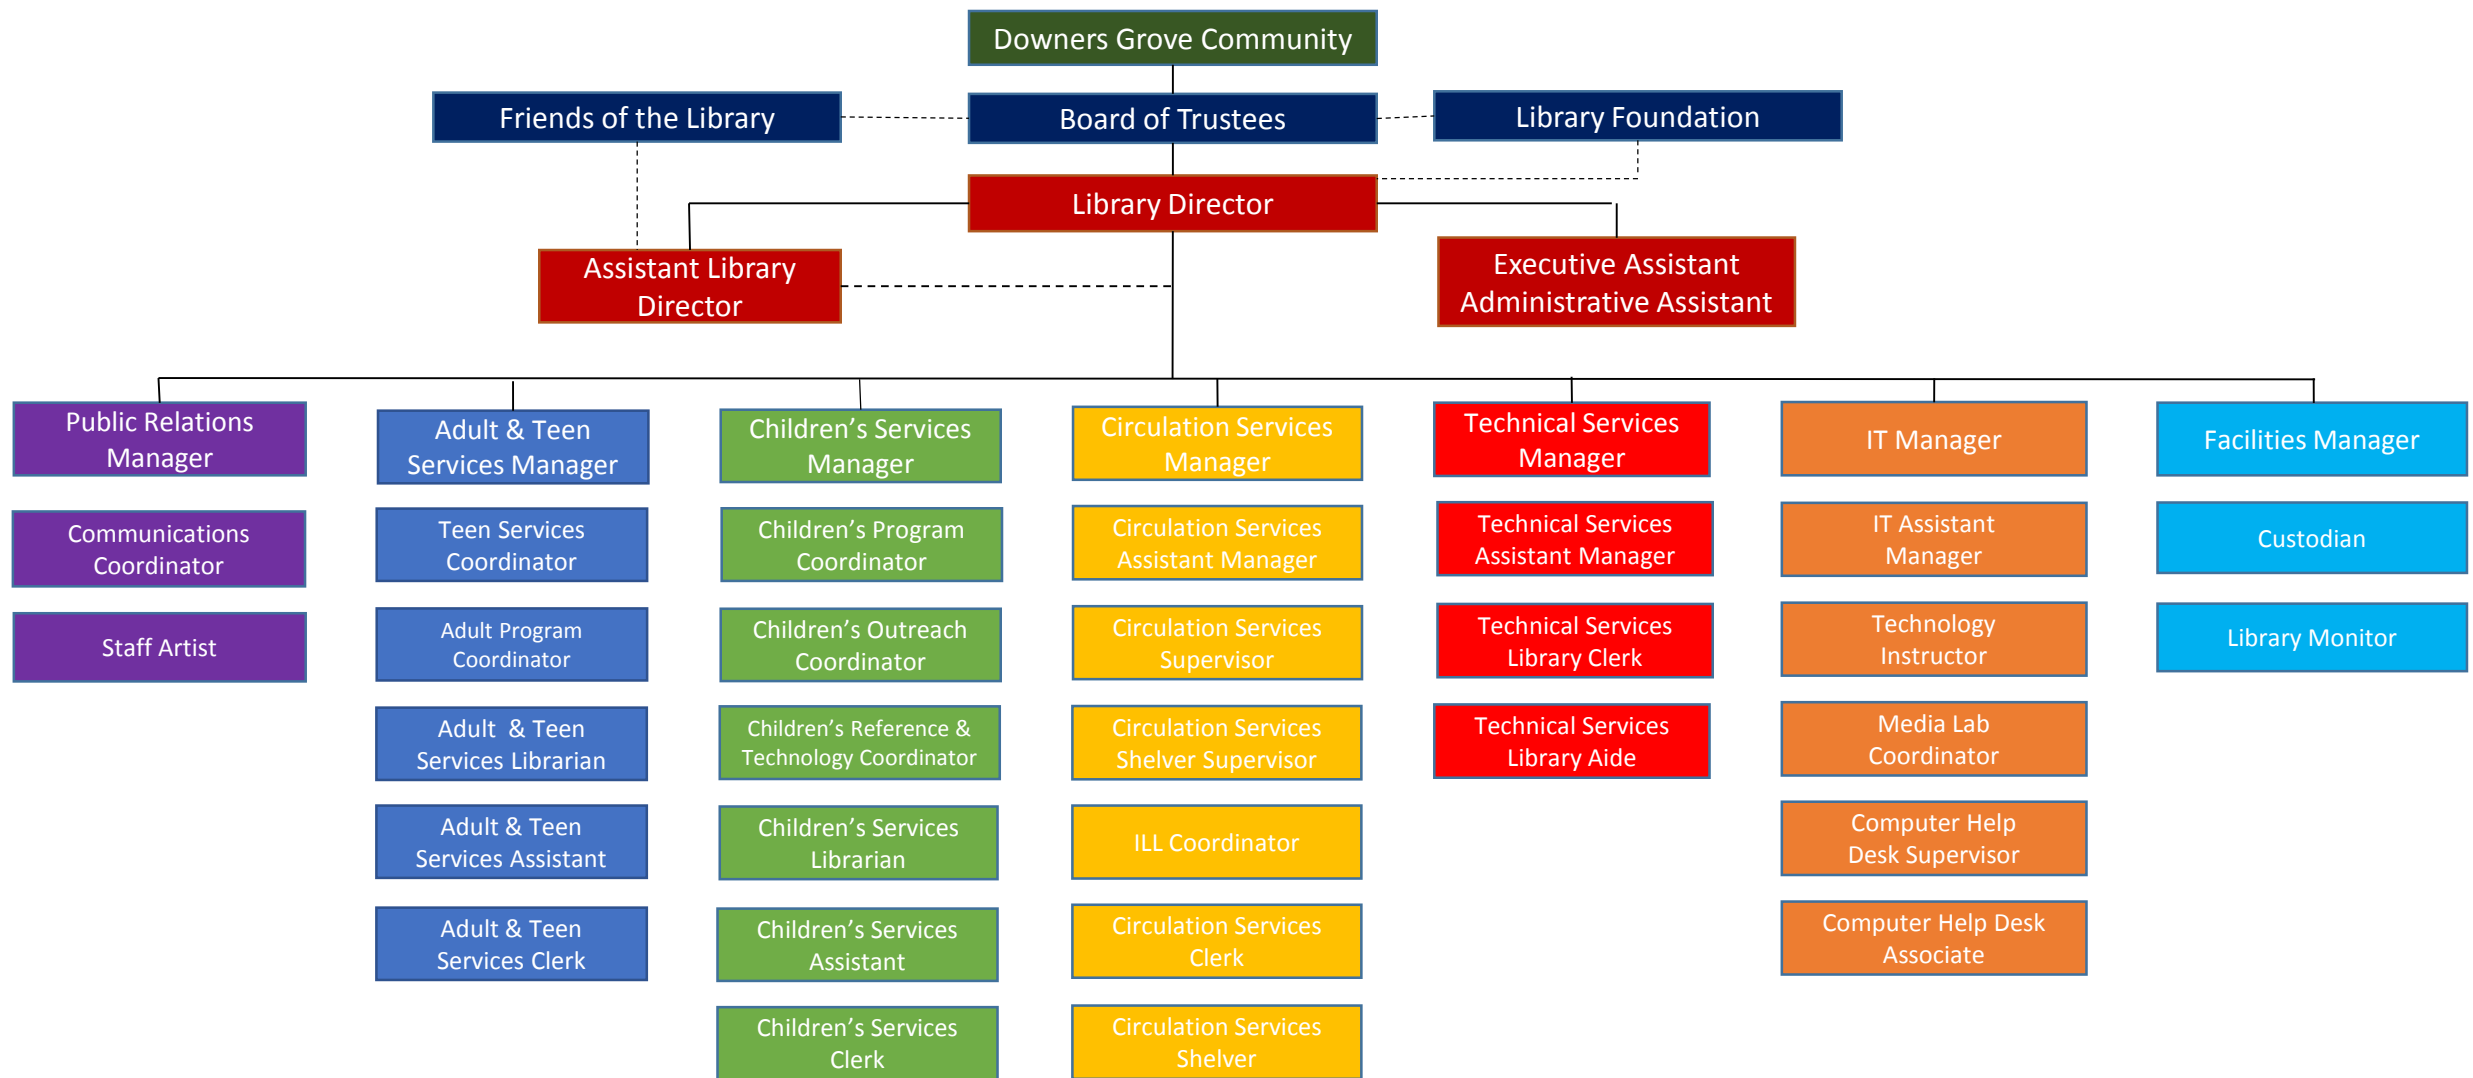 Downers Grove Community
Friends of the Library
Board of Trustees
Library Foundation
Library Director
Assistant Library
Director
Executive Assistant
Administrative Assistant
Public Relations
Manager
Communications
Coordinator
Staff Artist
Adult & Teen
Services Manager
Teen Services
Coordinator
Adult Program
Coordinator
Adult & Teen
Services Librarian
Adult & Teen
Services Assistant
Adult & Teen
Services Clerk
Children’s Services
Manager
Children’s Program
Coordinator
Children’s Outreach
Coordinator
Children’s Reference &
Technology Coordinator
Children’s Services
Librarian
Children’s Services
Assistant
Children’s Services
Clerk
Circulation Services
Manager
Circulation Services
Assistant Manager
Circulation Services
Supervisor
Circulation Services
Shelver Supervisor
ILL Coordinator
Circulation Services
Clerk
Circulation Services
Shelver
Technical Services
Manager
Technical Services
Assistant Manager
Technical Services
Library Clerk
Technical Services
Library Aide
IT Manager
IT Assistant
Manager
Technology
Instructor
Media Lab
Coordinator
Computer Help
Desk Supervisor
Computer Help Desk
Associate
Facilities Manager
Custodian
Library Monitor